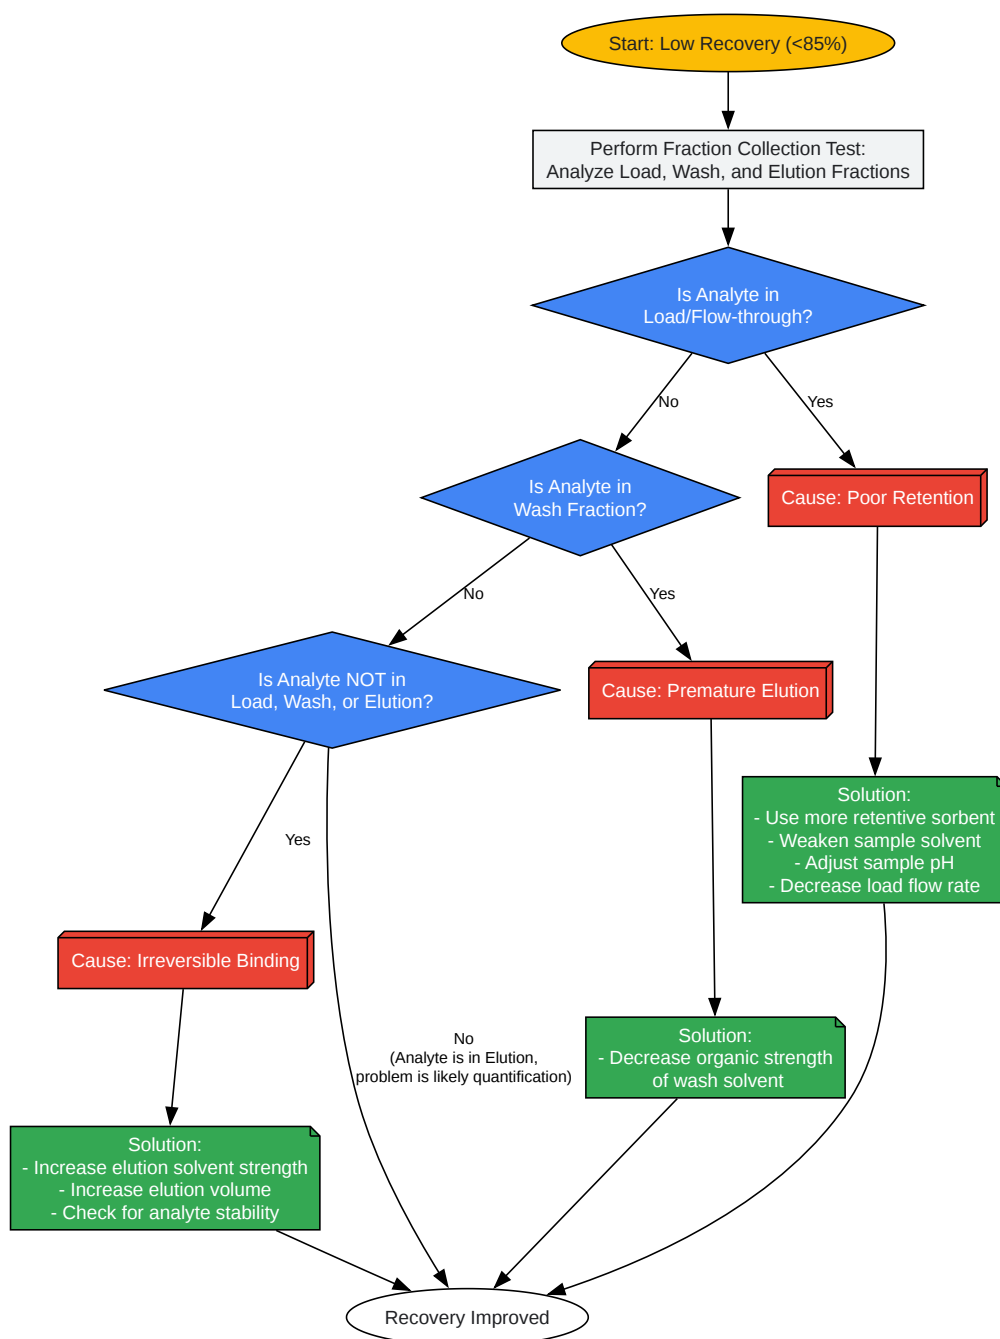 Start: Low Recovery (<85%)
Perform Fraction Collection Test:
Analyze Load, Wash, and Elution Fractions
Is Analyte in
Load/Flow-through?
No
Yes
Is Analyte in
Wash Fraction?
Cause: Poor Retention
No
Yes
Is Analyte NOT in
Load, Wash, or Elution?
Cause: Premature Elution
Solution:
- Use more retentive sorbent
- Weaken sample solvent
- Adjust sample pH
- Decrease load flow rate
Yes
Cause: Irreversible Binding
No
(Analyte is in Elution,
problem is likely quantification)
Solution:
- Decrease organic strength
of wash solvent
Solution:
- Increase elution solvent strength
- Increase elution volume
- Check for analyte stability
Recovery Improved